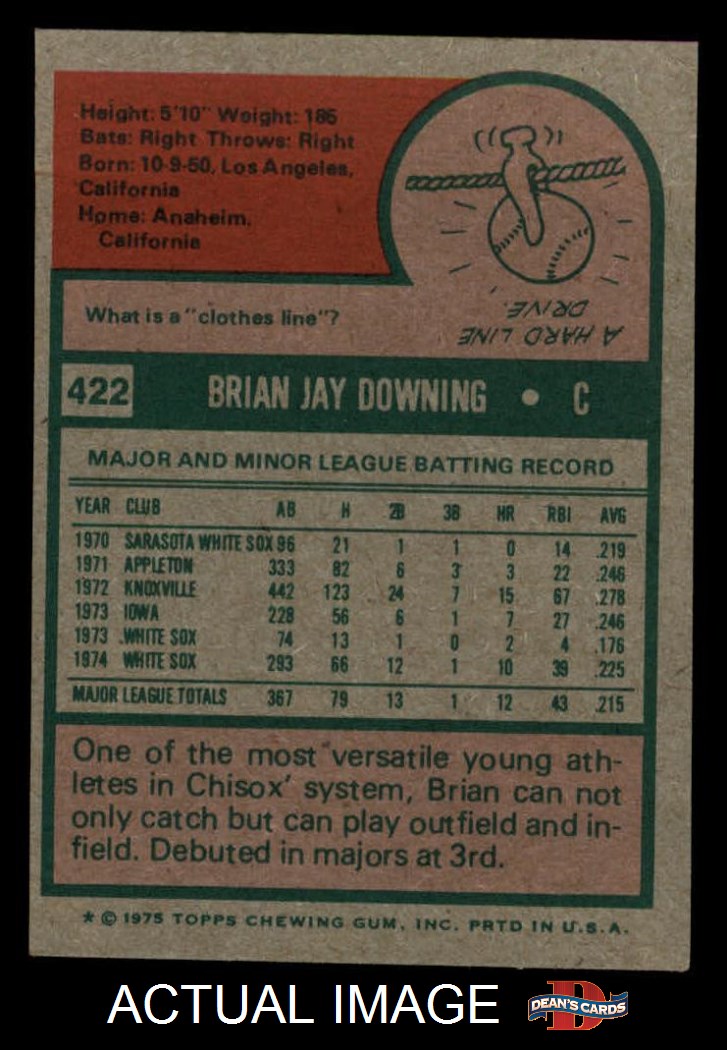 Height: 5'10" Weight: 185
Bats: Right Throws: Right
Born: 10-9-50, Los Angeles,
California
Home: Anaheim,
California
What is a "clothes line"?
A HARD LINE
DRIVE.
422 BRIAN JAY DOWNING • C
MAJOR AND MINOR LEAGUE BATTING RECORD
YEAR CLUB AB H 2B 3B HR RBI AVG
1970 SARASOTA WHITE SOX 96 21 1 1 0 14 .219
1971 APPLETON 333 82 6 3 3 22 .246
1972 KNOXVILLE 442 123 24 7 15 67 .278
1973 IOWA 228 56 6 1 7 27 .246
1973 WHITE SOX 74 13 1 0 2 4 .176
1974 WHITE SOX 293 66 12 1 10 39 .225
MAJOR LEAGUE TOTALS 367 79 13 1 12 43 .215
One of the most versatile young ath-
letes in Chisox' system, Brian can not
only catch but can play outfield and in-
field. Debuted in majors at 3rd.
* © 1975 TOPPS CHEWING GUM, INC. PRTD IN U.S.A.
ACTUAL IMAGE
D
DEAN'S CARDS